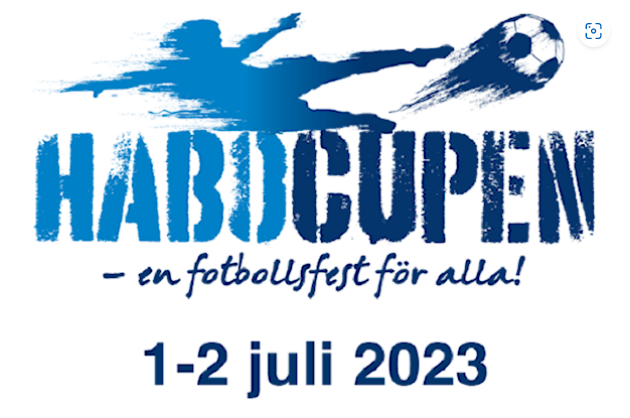 HABOCUPEN
– en fotbollsfest för alla!
1-2 juli 2023